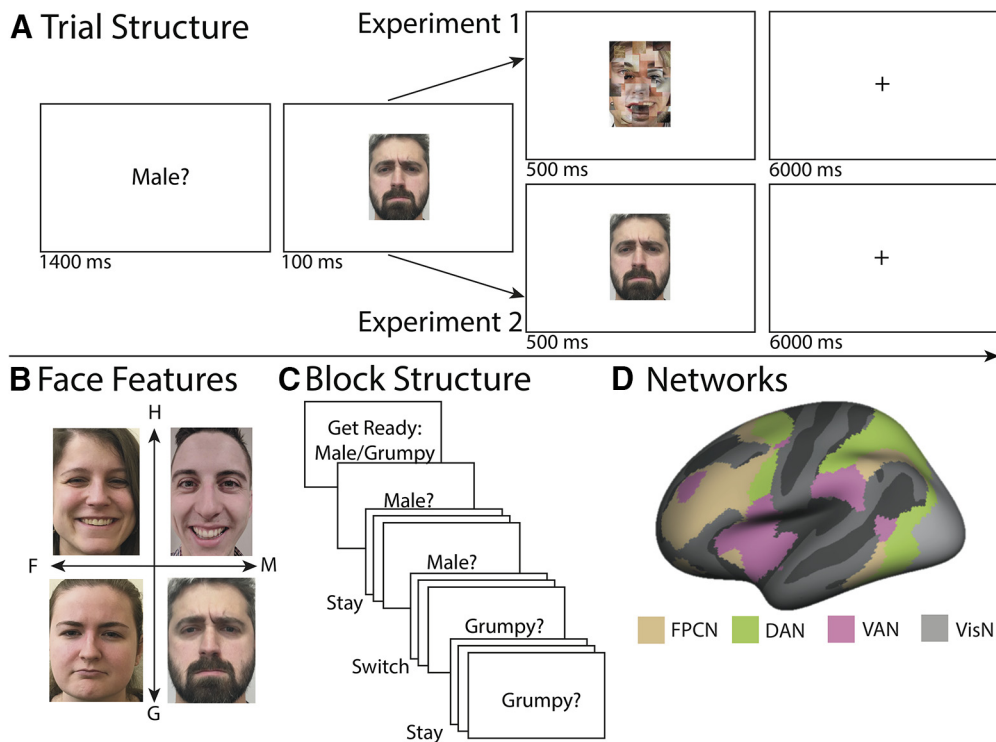 A Trial Structure
Experiment 1
Male?
1400 ms
100 ms
500 ms
+
6000 ms
Experiment 2
500 ms
+
6000 ms
B Face Features
H
F
M
G
C Block Structure
Get Ready:
Male/Grumpy
Male?
Male?
Stay
Grumpy?
Switch
Grumpy?
Stay
D Networks
FPCN
DAN
VAN
VisN